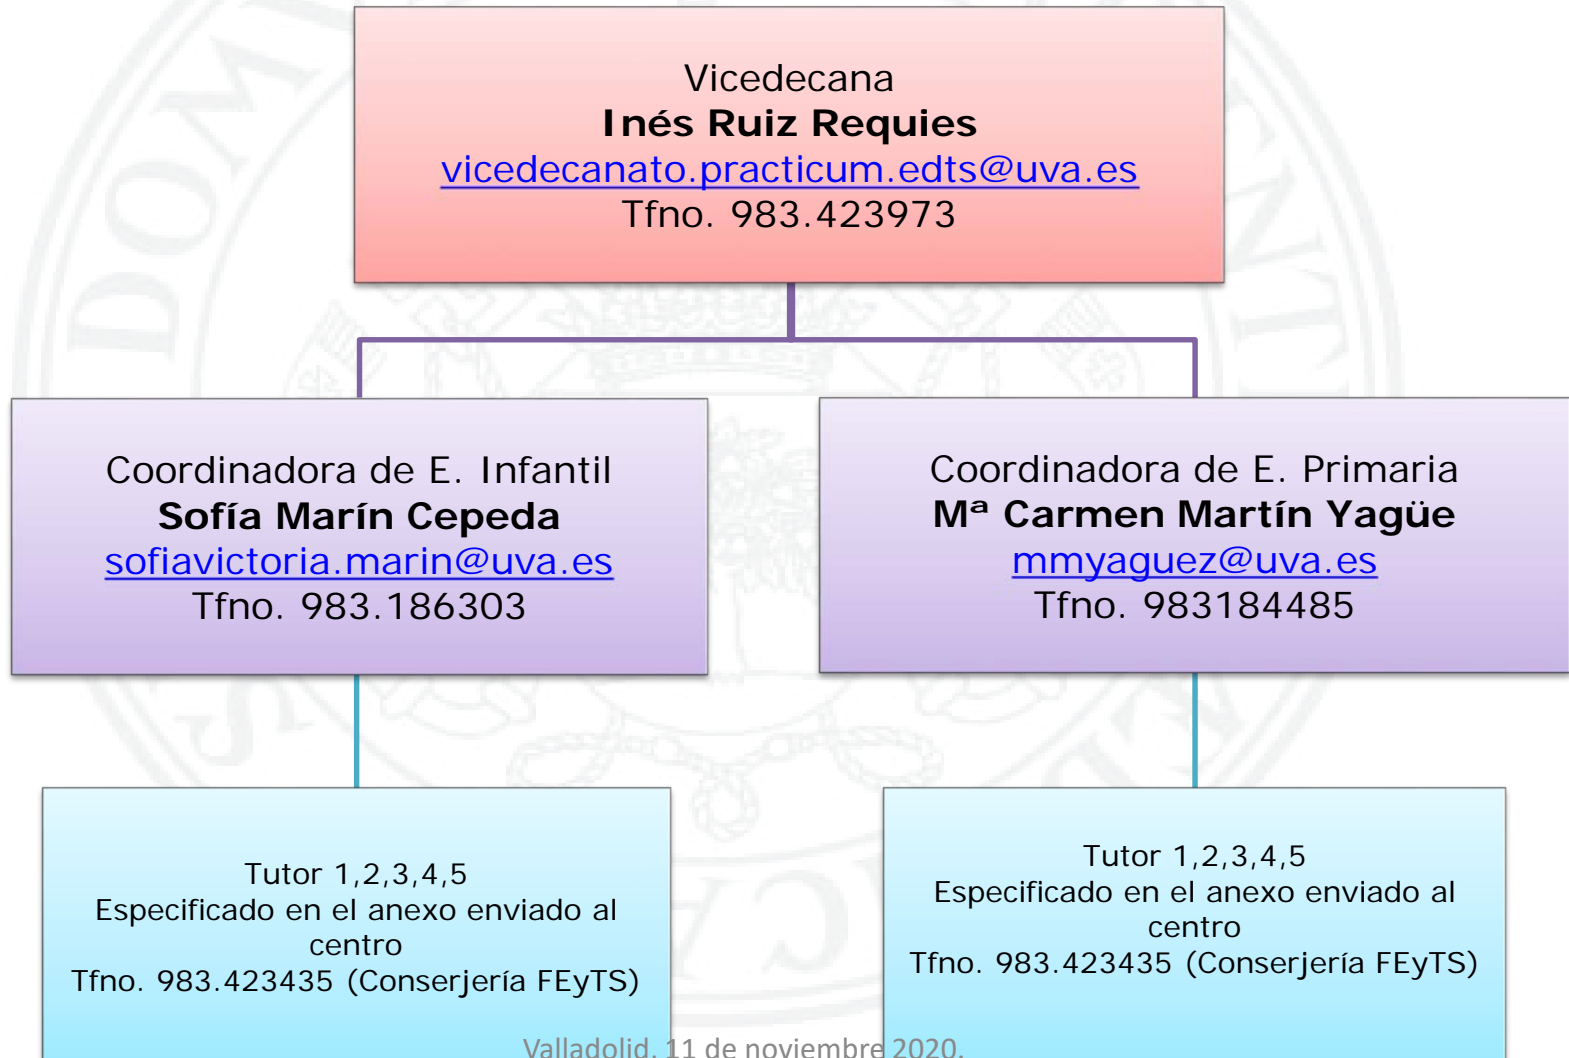 Vicedecana
Inés Ruiz Requies
vicedecanato.practicum.edts@uva.es
Tfno. 983.423973
Coordinadora de E. Infantil
Sofía Marín Cepeda
sofiavictoria.marin@uva.es
Tfno. 983.186303
Coordinadora de E. Primaria
Mª Carmen Martín Yagüe
mmyaguez@uva.es
Tfno. 983184485
Tutor 1,2,3,4,5
Especificado en el anexo enviado al
centro
Tfno. 983.423435 (Conserjería FEyTS)
Tutor 1,2,3,4,5
Especificado en el anexo enviado al
centro
Tfno. 983.423435 (Conserjería FEyTS)
Valladolid, 11 de noviembre 2020.